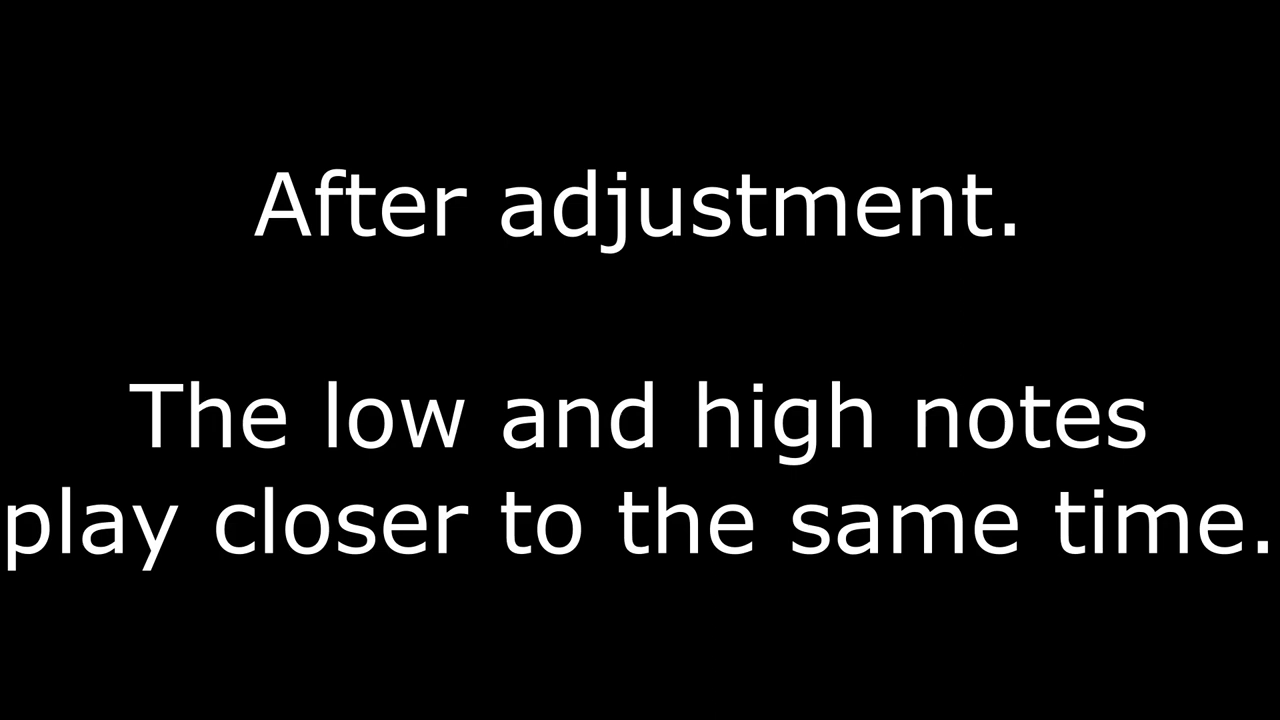 After adjustment.
The low and high notes
play closer to the same time.